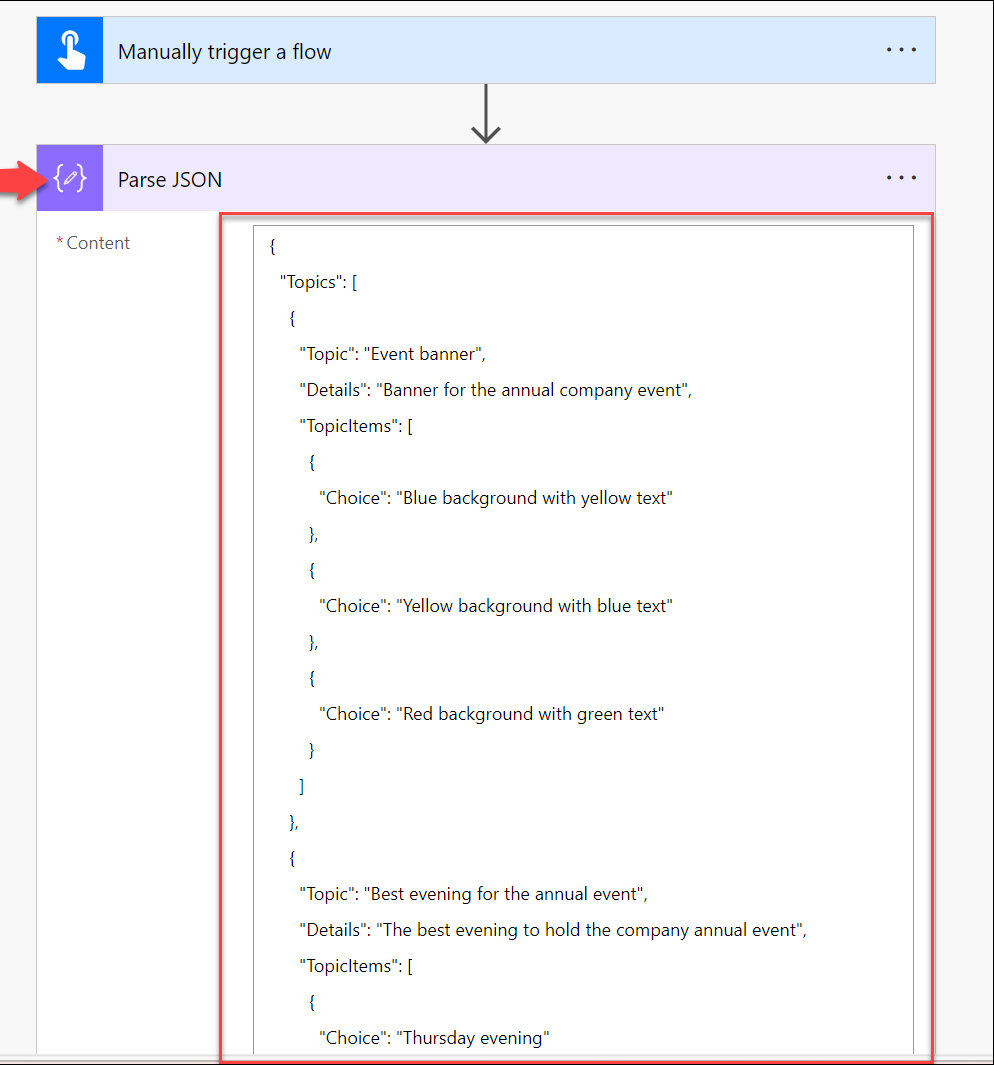 Manually trigger a flow
Parse JSON
* Content
{
"Topics": [
{
"Topic": "Event banner",
"Details": "Banner for the annual company event",
"TopicItems": [
{
"Choice": "Blue background with yellow text"
},
{
"Choice": "Yellow background with blue text"
},
{
"Choice": "Red background with green text"
}
]
},
{
"Topic": "Best evening for the annual event",
"Details": "The best evening to hold the company annual event",
"TopicItems": [
{
"Choice": "Thursday evening"